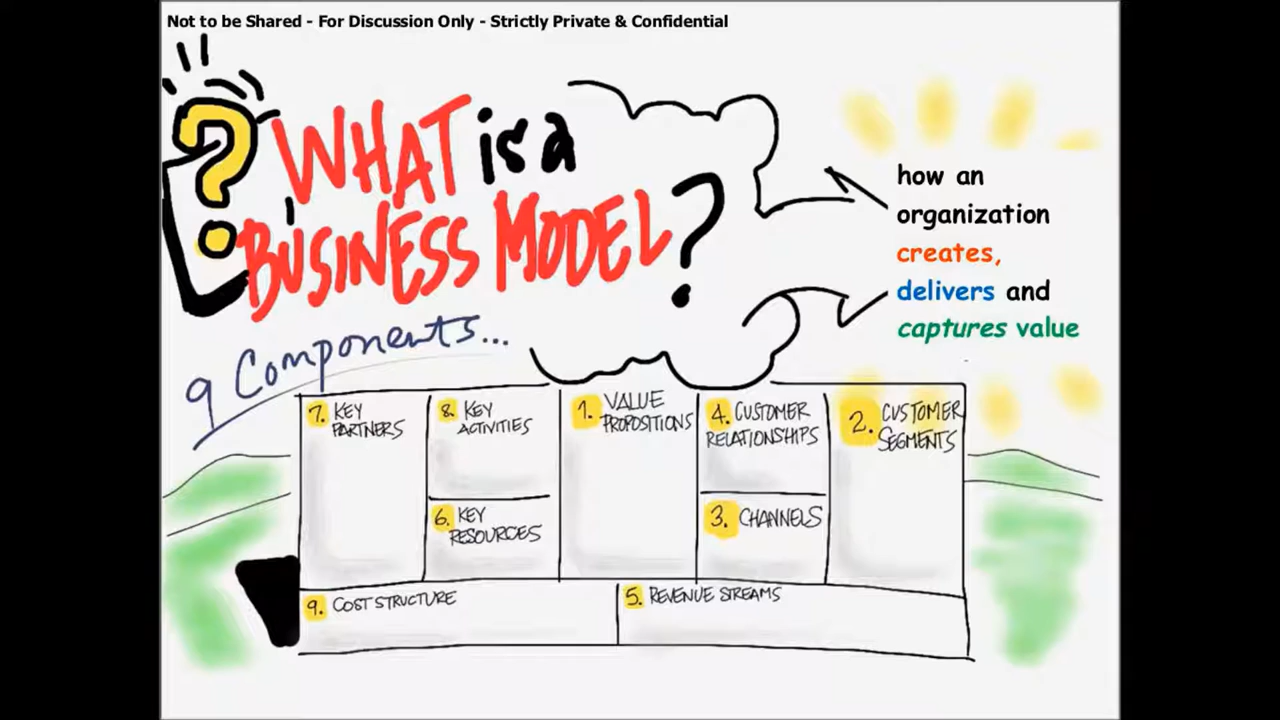 Not to be Shared - For Discussion Only - Strictly Private & Confidential
?
WHAT is a
BUSINESS MODEL?
how an
organization
creates,
delivers and
captures value
9 Components...
7. KEY
PARTNERS
8. KEY
ACTIVITIES
6. KEY
RESOURCES
1. VALUE
PROPOSITIONS
4. CUSTOMER
RELATIONSHIPS
3. CHANNELS
2. CUSTOMER
SEGMENTS
9. COST STRUCTURE
5. REVENUE STREAMS